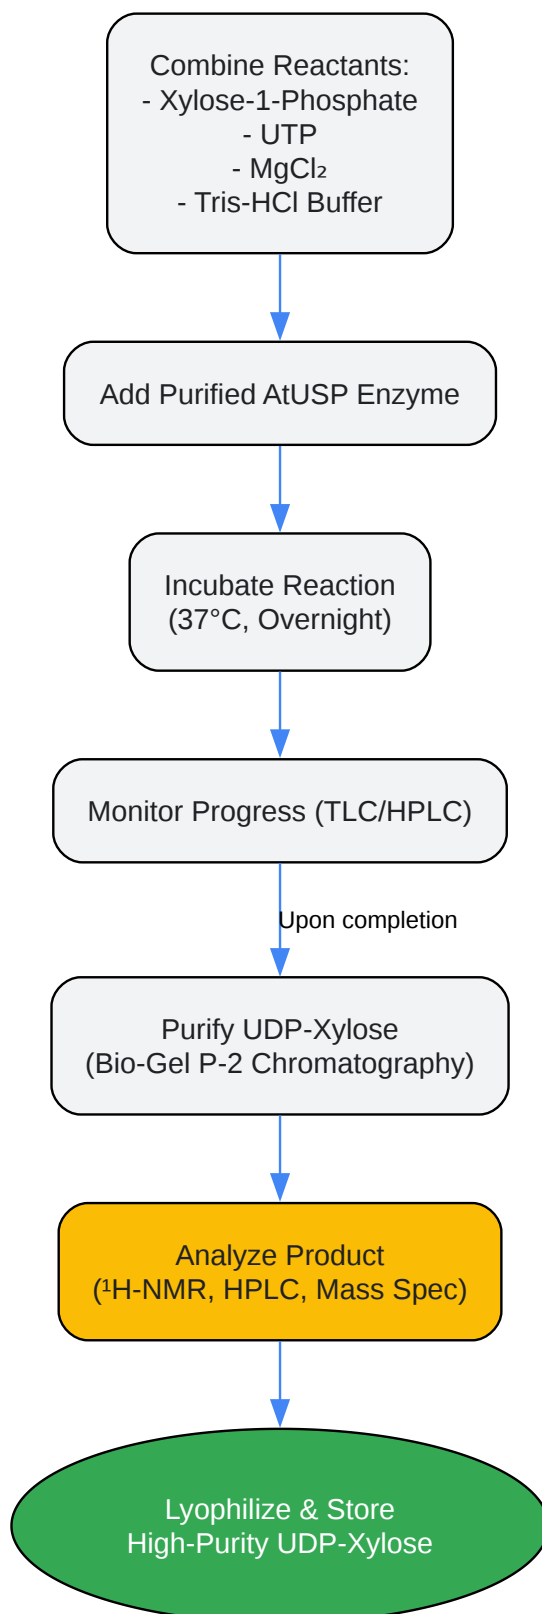 Combine Reactants:
- Xylose-1-Phosphate
- UTP
- MgCl₂
- Tris-HCl Buffer
Add Purified AtUSP Enzyme
Incubate Reaction
(37°C, Overnight)
Monitor Progress (TLC/HPLC)
Upon completion
Purify UDP-Xylose
(Bio-Gel P-2 Chromatography)
Analyze Product
(¹H-NMR, HPLC, Mass Spec)
Lyophilize & Store
High-Purity UDP-Xylose